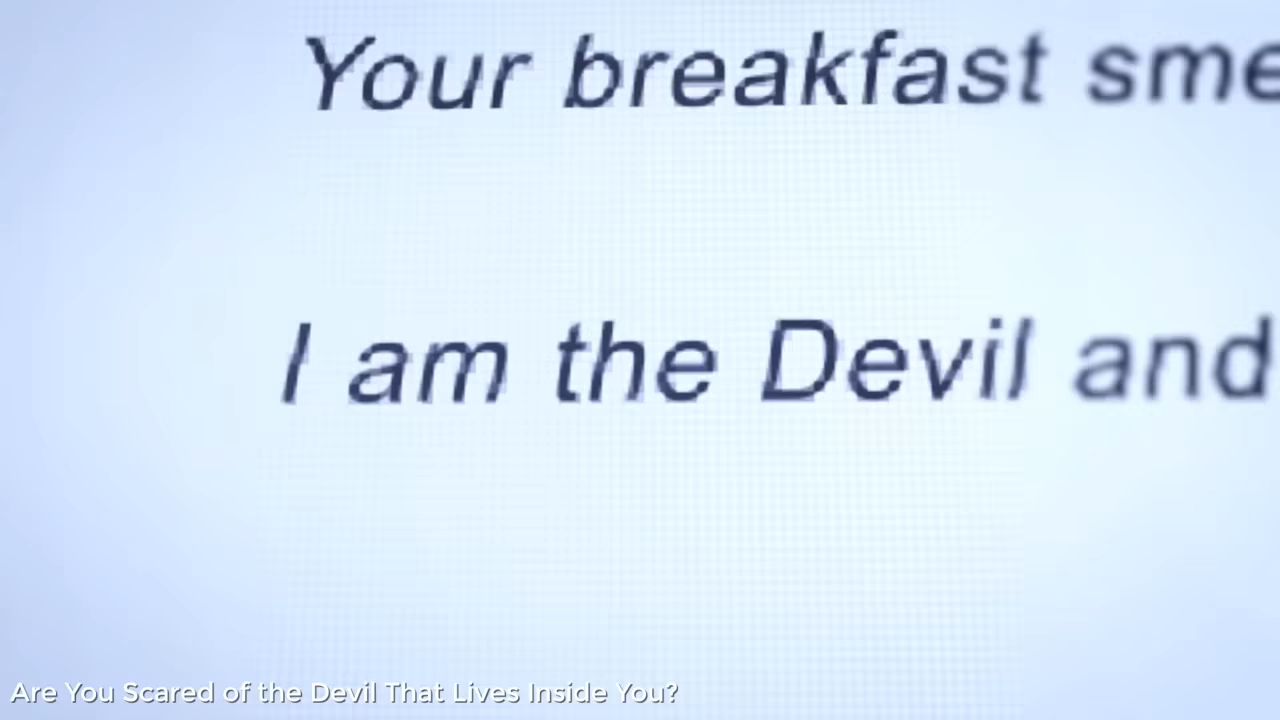 Your breakfast sme
I am the Devil and
Are You Scared of the Devil That Lives Inside You?